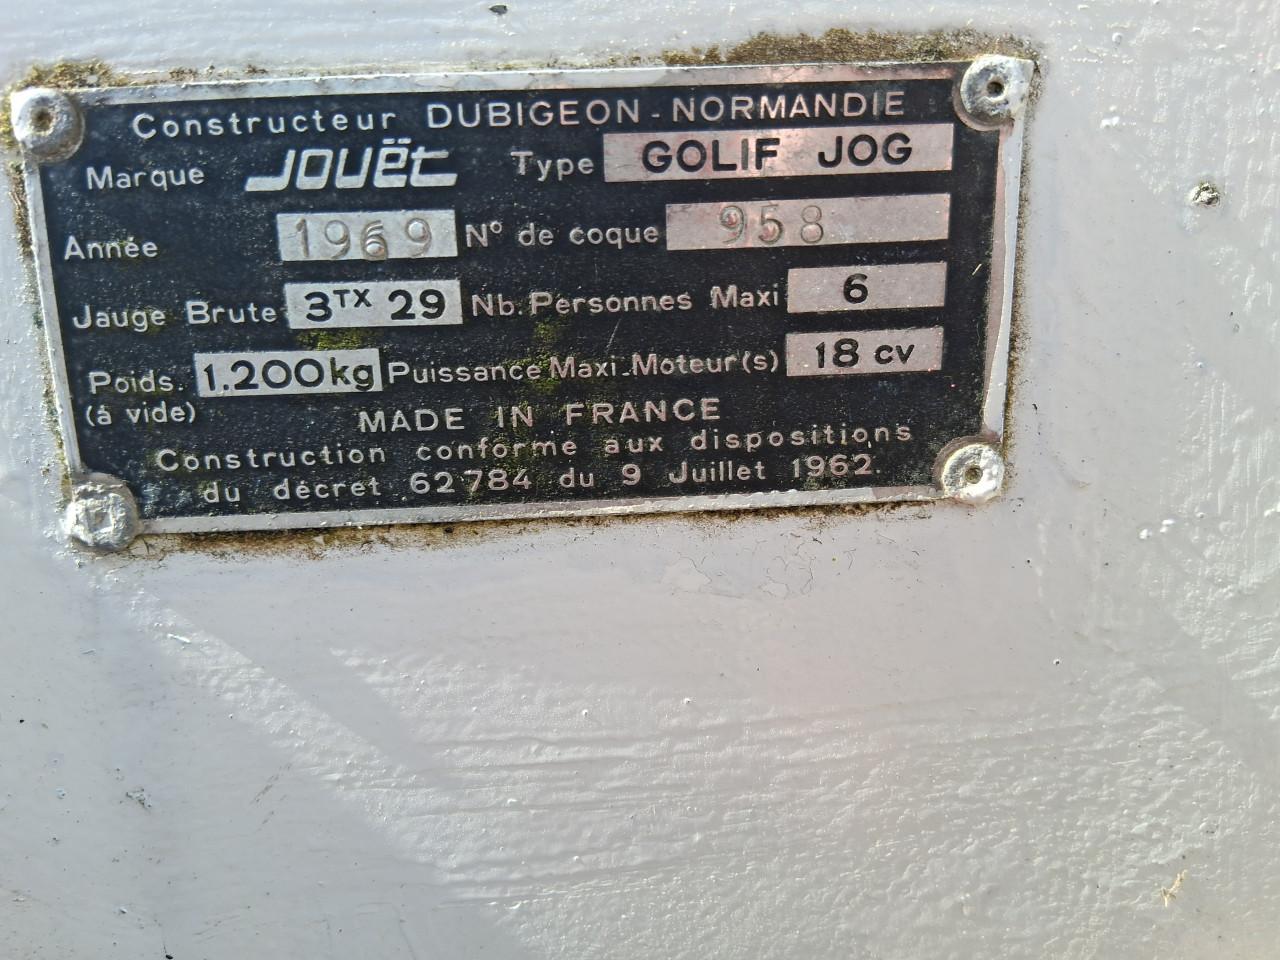 Constructeur DUBIGEON-NORMANDIE
Marque JOUËT Type GOLIF JOG
Année 1969 N° de coque 958
Jauge Brute 3TX 29 Nb. Personnes Maxi 6
Poids. 1.200kg Puissance Maxi.Moteur(s) 18 CV
(á vide)
MADE IN FRANCE
Construction conforme aux dispositions
du décret 62784 du 9 Juillet 1962.